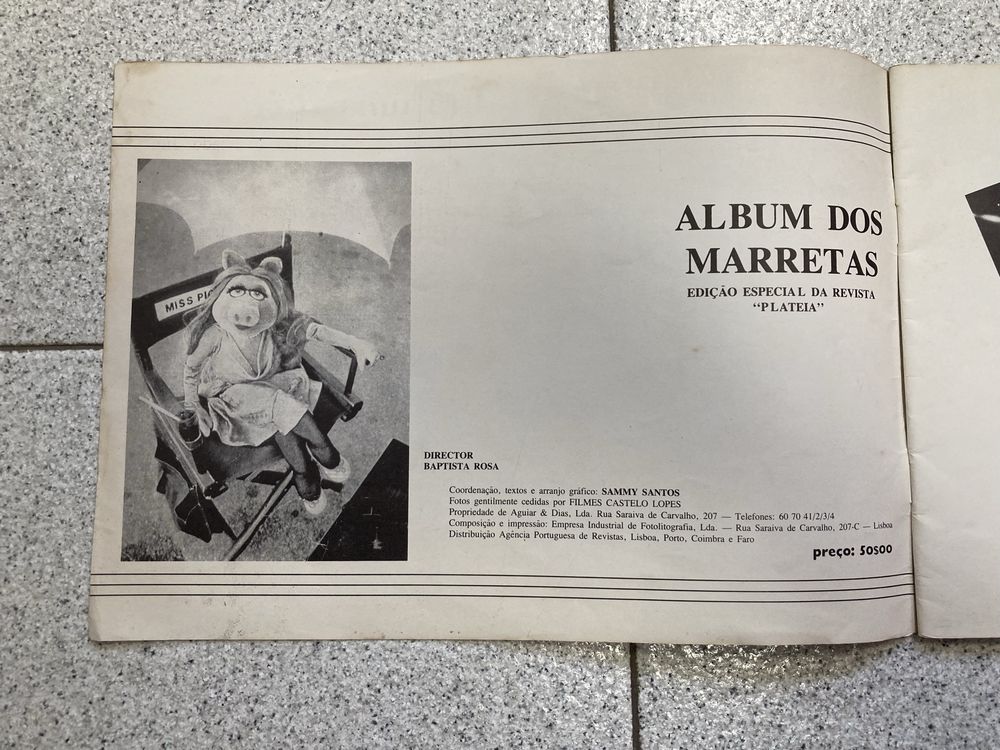 MISS PI
ALBUM DOS
MARRETAS
EDIÇÃO ESPECIAL DA REVISTA
“PLATEIA”
DIRECTOR
BAPTISTA ROSA
Coordenação, textos e arranjo gráfico: SAMMY SANTOS
Fotos gentilmente cedidas por FILMES CASTELO LOPES
Propriedade de Aguiar & Dias, Lda. Rua Saraiva de Carvalho, 207 — Telefones: 60 70 41/2/3/4
Composição e impressão: Empresa Industrial de Fotolitografia, Lda. — Rua Saraiva de Carvalho, 207-C — Lisboa
Distribuição Agência Portuguesa de Revistas, Lisboa, Porto, Coimbra e Faro
preço: 50S00